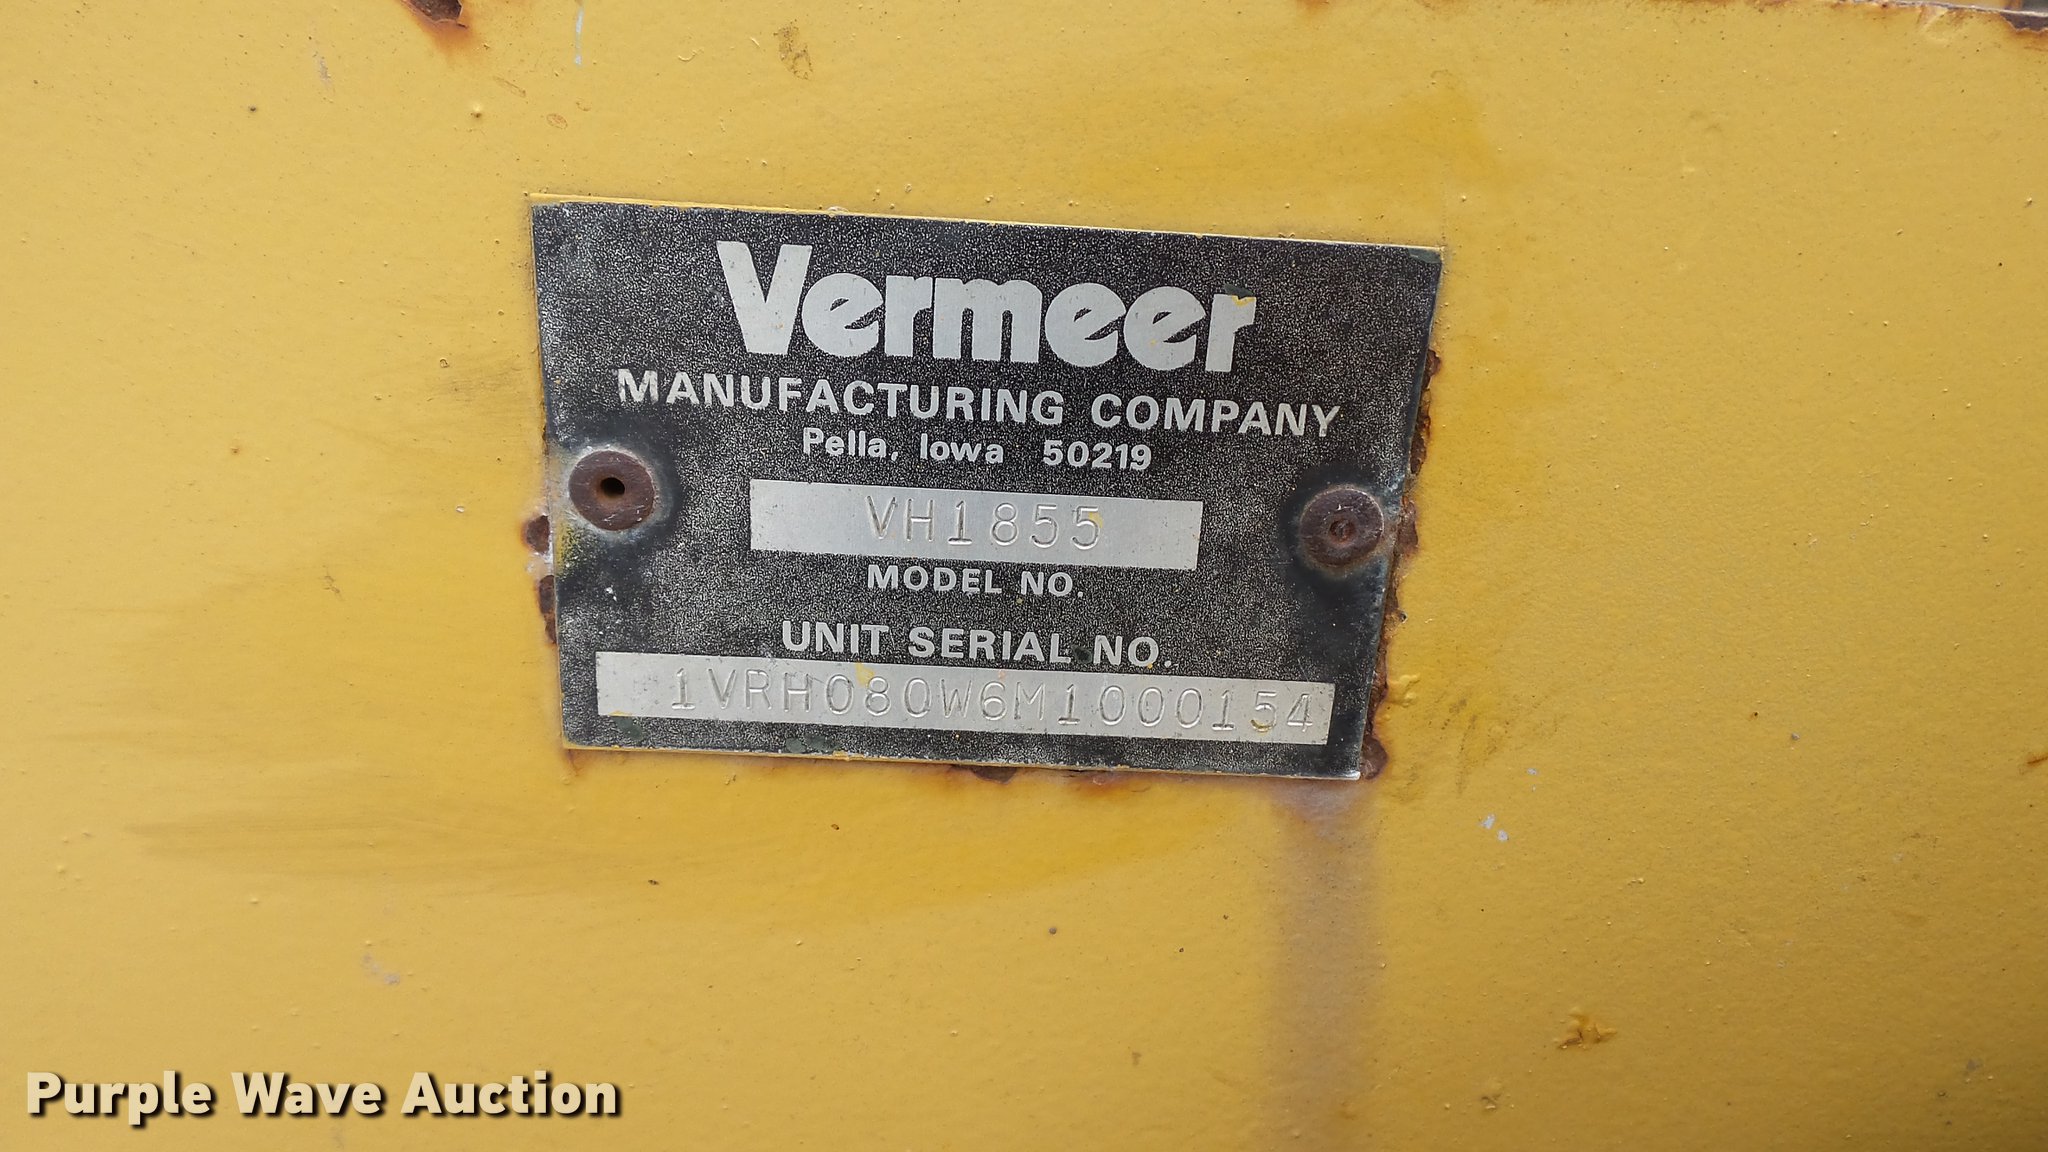 Vermeer
MANUFACTURING COMPANY
Pella, Iowa 50219
VH1855
MODEL NO.
UNIT SERIAL NO.
1VRH080W6M1000154
Purple Wave Auction